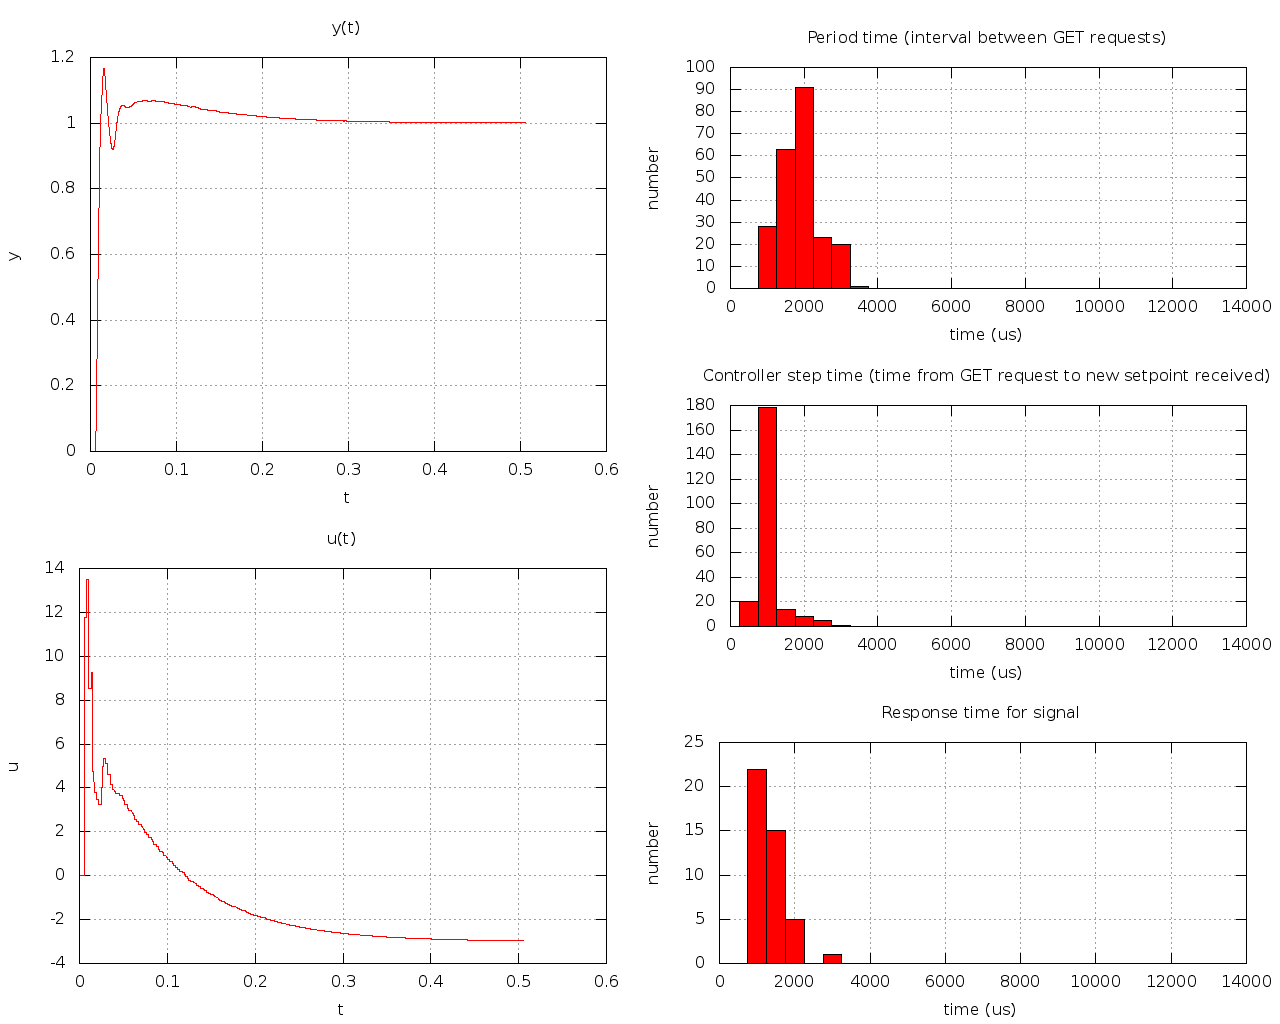 y(t)
1.2
1
0.8
0.6
0.4
0.2
0
y
0 0.1 0.2 0.3 0.4 0.5 0.6
t
u(t)
14
12
10
8
6
4
2
0
-2
-4
u
0 0.1 0.2 0.3 0.4 0.5 0.6
t
Period time (interval between GET requests)
100
90
80
70
60
50
40
30
20
10
0
number
0 2000 4000 6000 8000 10000 12000 14000
time (us)
Controller step time (time from GET request to new setpoint received)
180
160
140
120
100
80
60
40
20
0
number
0 2000 4000 6000 8000 10000 12000 14000
time (us)
Response time for signal
25
20
15
10
5
0
number
0 2000 4000 6000 8000 10000 12000 14000
time (us)